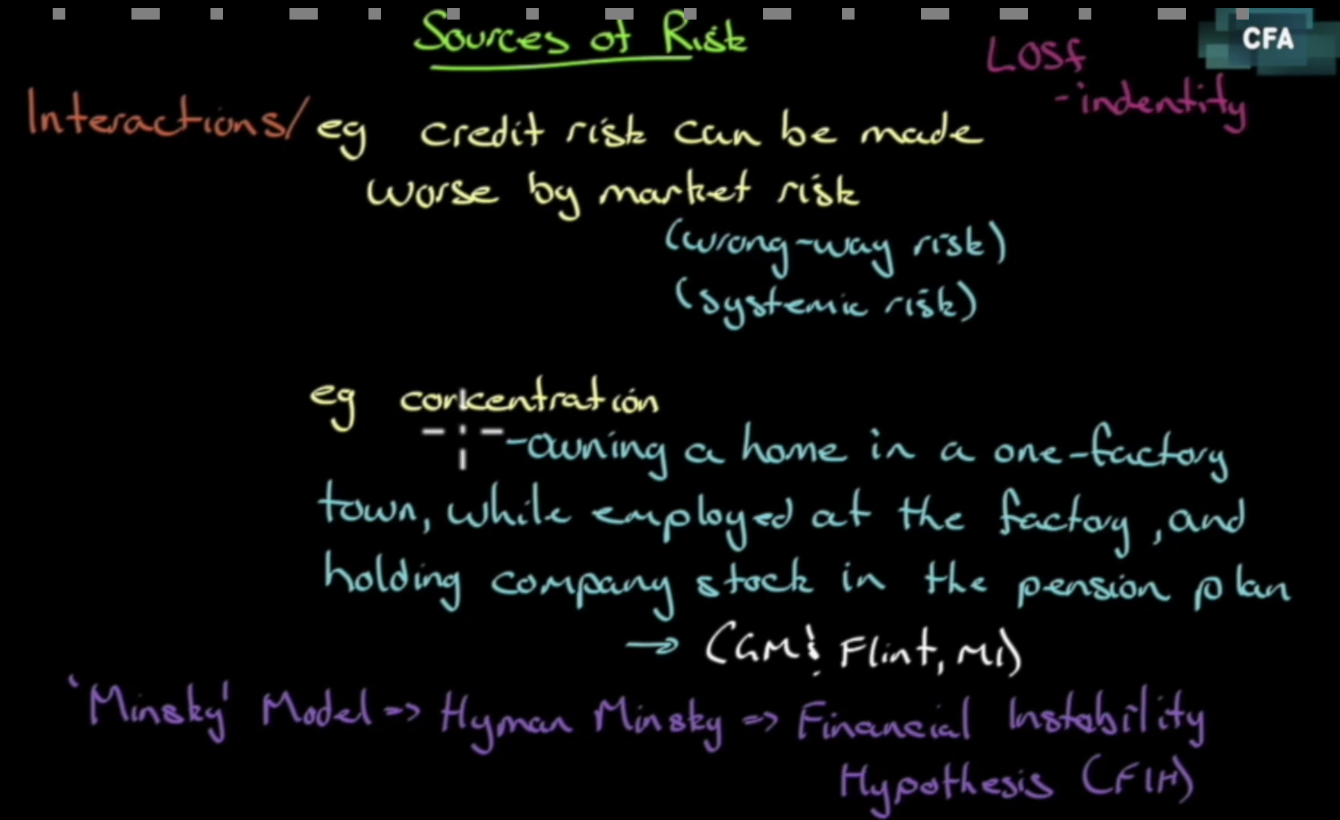 Sources of Risk
CFA
LOSf
-indentity
Interactions/ eg credit risk can be made
worse by market risk
(wrong-way risk)
(systemic risk)
eg concentration
-owning a home in a one-factory
town, while employed at the factory, and
holding company stock in the pension plan
→ (GM! Flint, MI)
'Minsky' Model => Hyman Minsky => Financial Instability
Hypothesis (FIH)